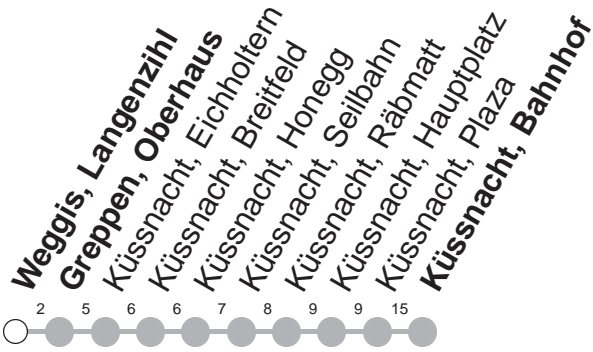 Weggis, Langenzihl
Greppen, Oberhaus
Küssnacht, Eichholtern
Küssnacht, Breitfeld
Küssnacht, Honegg
Küssnacht, Seilbahn
Küssnacht, Räbmatt
Küssnacht, Hauptplatz
Küssnacht, Plaza
Küssnacht, Bahnhof
2 5 6 6 7 8 9 9 15